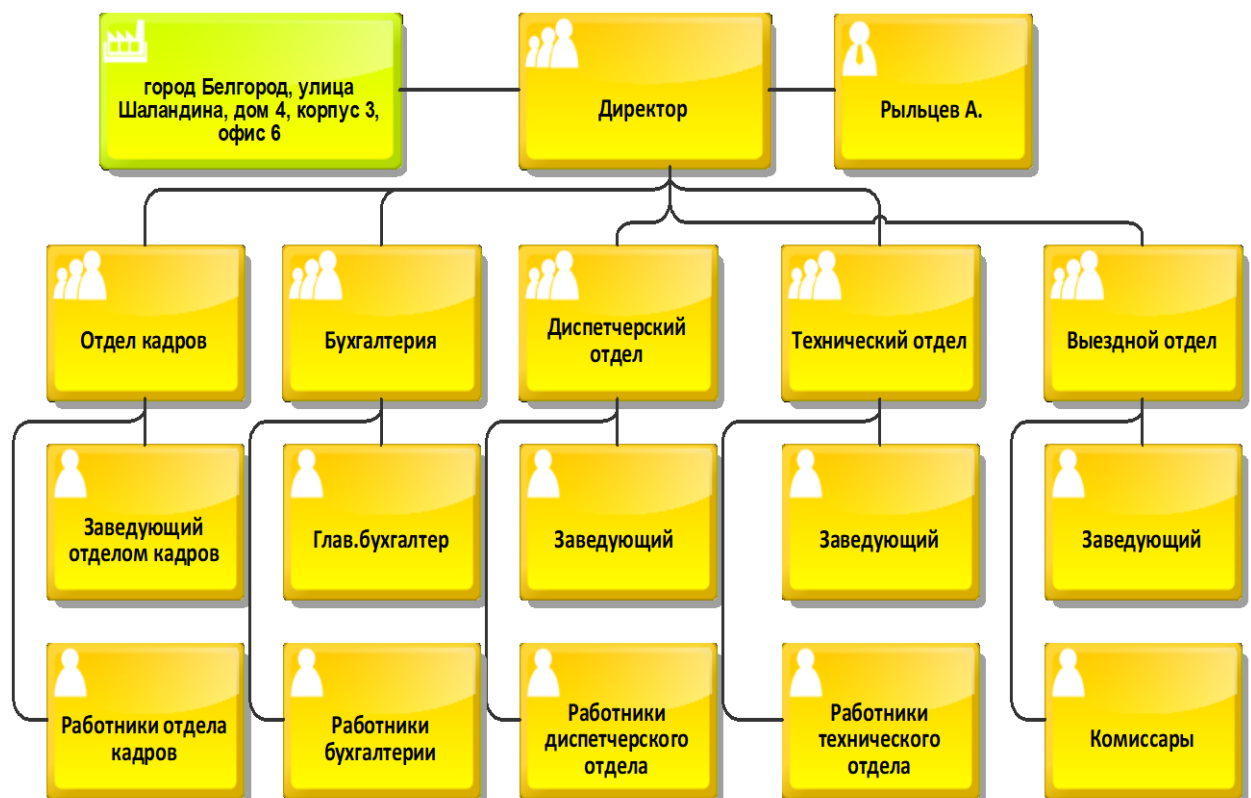 город Белгород, улица
Шаландина, дом 4, корпус 3,
офис 6
Директор
Рыльцев А.
Отдел кадров
Бухгалтерия
Диспетчерский
отдел
Технический отдел
Выездной отдел
Заведующий
отделом кадров
Глав.бухгалтер
Заведующий
Заведующий
Заведующий
Работники отдела
кадров
Работники
бухгалтерии
Работники
диспетчерского
отдела
Работники
технического
отдела
Комиссары